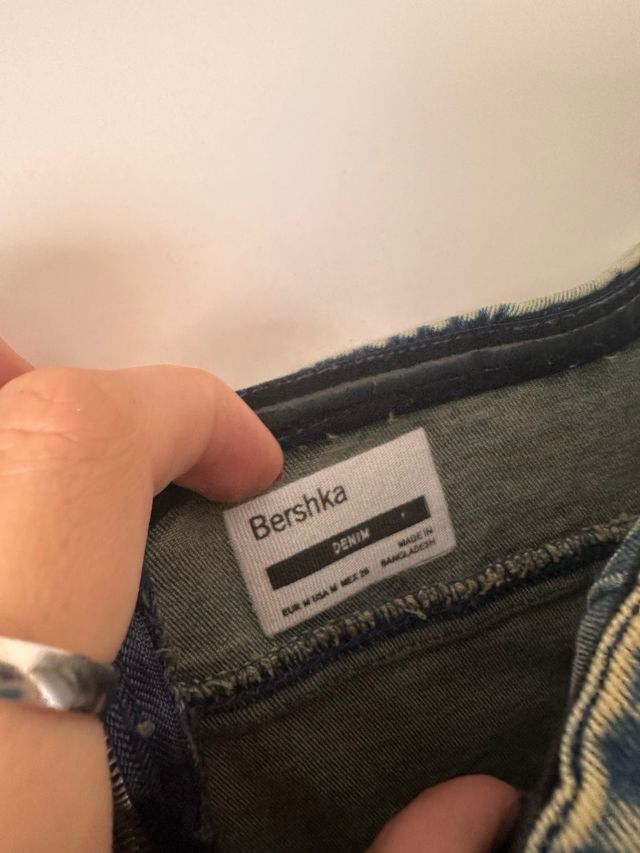 Bershka
DENIM
MADE IN
BANGLADESH
EUR M USA M MEX 28